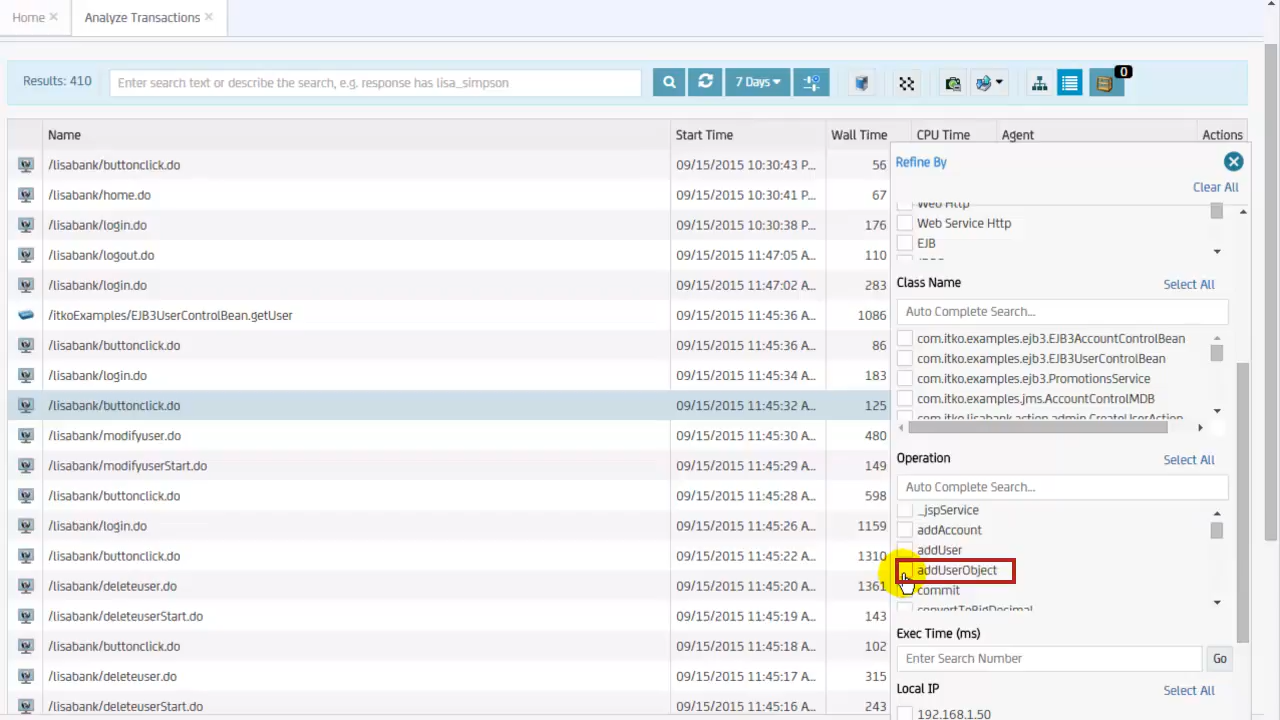 Home
Analyze Transactions
Results: 410
Enter search text or describe the search, e.g. response has lisa_simpson
7 Days
0
Name Start Time Wall Time CPU Time Agent Actions
/lisabank/buttonclick.do 09/15/2015 10:30:43 P... 56
/lisabank/home.do 09/15/2015 10:30:41 P... 67
/lisabank/login.do 09/15/2015 10:30:38 P... 176
/lisabank/logout.do 09/15/2015 11:47:05 A... 110
/lisabank/login.do 09/15/2015 11:47:02 A... 283
/itkoExamples/EJB3UserControlBean.getUser 09/15/2015 11:45:36 A... 1086
/lisabank/buttonclick.do 09/15/2015 11:45:36 A... 86
/lisabank/login.do 09/15/2015 11:45:34 A... 183
/lisabank/buttonclick.do 09/15/2015 11:45:32 A... 125
/lisabank/modifyuser.do 09/15/2015 11:45:30 A... 480
/lisabank/modifyuserStart.do 09/15/2015 11:45:29 A... 149
/lisabank/buttonclick.do 09/15/2015 11:45:28 A... 598
/lisabank/login.do 09/15/2015 11:45:26 A... 1159
/lisabank/buttonclick.do 09/15/2015 11:45:22 A... 1310
/lisabank/deleteuser.do 09/15/2015 11:45:20 A... 1361
/lisabank/deleteuserStart.do 09/15/2015 11:45:19 A... 143
/lisabank/buttonclick.do 09/15/2015 11:45:18 A... 102
/lisabank/deleteuser.do 09/15/2015 11:45:17 A... 315
/lisabank/deleteuserStart.do 09/15/2015 11:45:16 A... 243
Refine By
Clear All
Web Http
Web Service Http
EJB
Class Name Select All
Auto Complete Search...
com.itko.examples.ejb3.EJB3AccountControlBean
com.itko.examples.ejb3.EJB3UserControlBean
com.itko.examples.ejb3.PromotionsService
com.itko.examples.jms.AccountControlMDB
com.itko.lisabank.action.admin.CreateUserAction
Operation Select All
Auto Complete Search...
_jspService
addAccount
addUser
addUserObject
commit
convertToBigDecimal
Exec Time (ms)
Enter Search Number Go
Local IP Select All
192.168.1.50